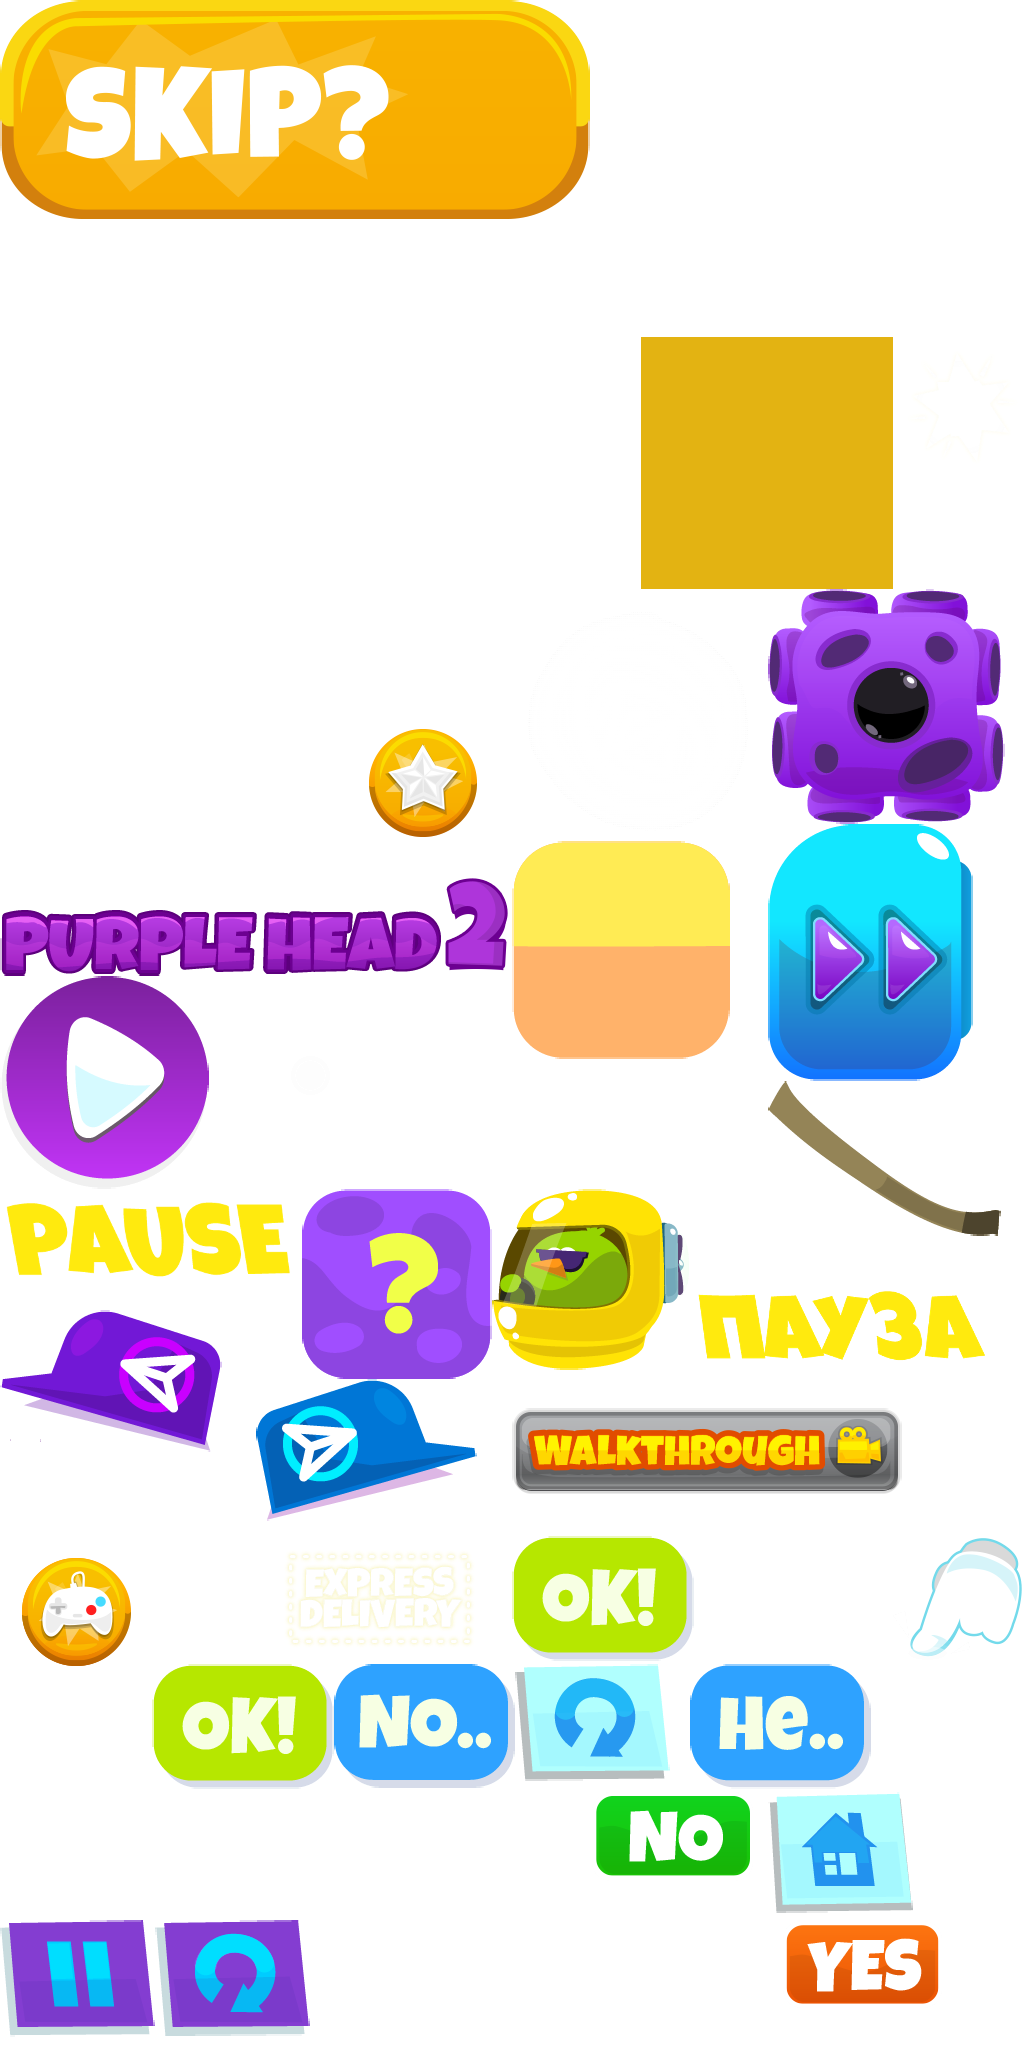 SKIP?
PURPLE HEAD 2
PAUSE
?
ПАУЗА
WALKTHROUGH
EXPRESS
DELIVERY
OK!
OK!
No..
Не..
NO
YES